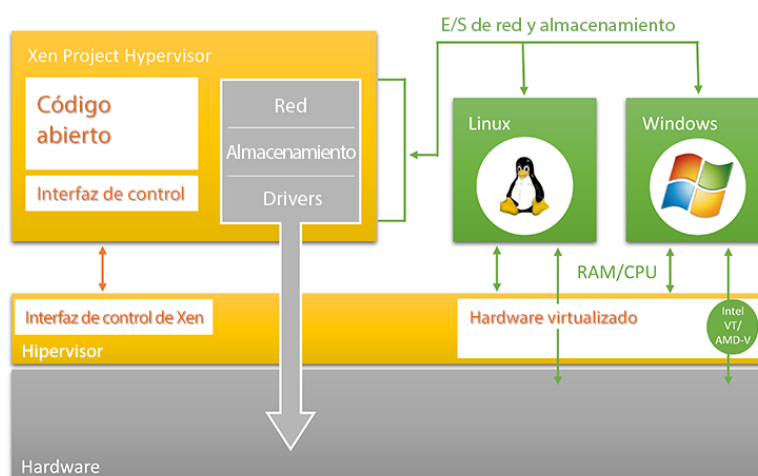 E/S de red y almacenamiento
Xen Project Hypervisor
Código
abierto
Interfaz de control
Red
Almacenamiento
Drivers
Linux
Windows
RAM/CPU
Interfaz de control de Xen
Hipervisor
Hardware virtualizado
Intel
VT/
AMD-V
Hardware